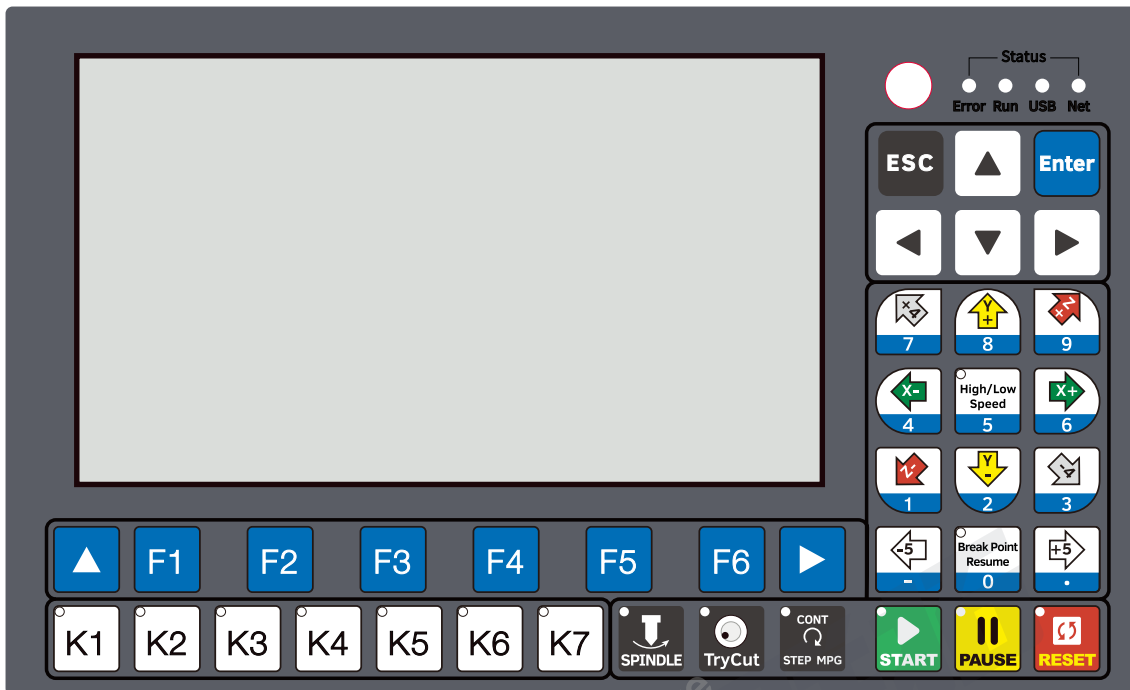 Status
Error Run USB Net
ESC
Enter
7
Y
+
8
Z+
9
X-
4
High/Low
Speed
5
X+
6
Z-
1
Y
-
2
-4
3
-5
-
Break Point
Resume
0
+5
.
F1 F2 F3 F4 F5 F6
K1 K2 K3 K4 K5 K6 K7
SPINDLE
TryCut
CONT
STEP MPG
START
PAUSE
RESET